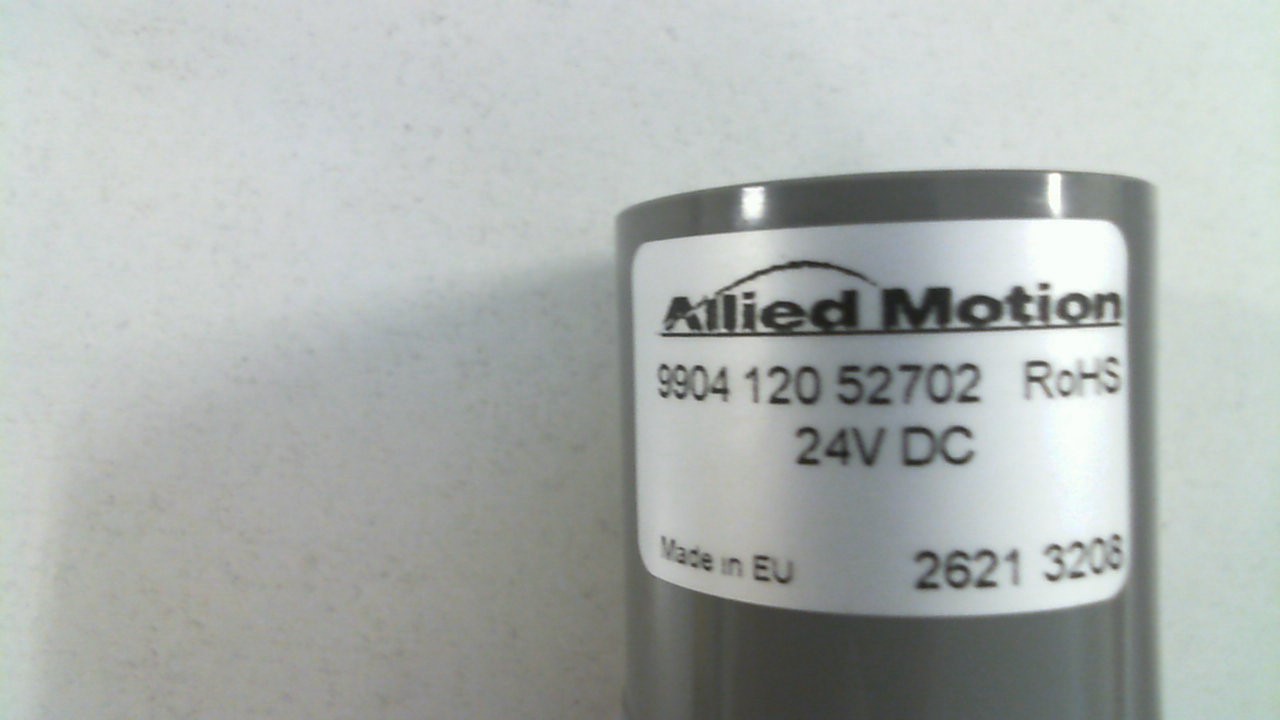 Allied Motion
9904 120 52702 RoHS
24V DC
Made in EU 2621 3208